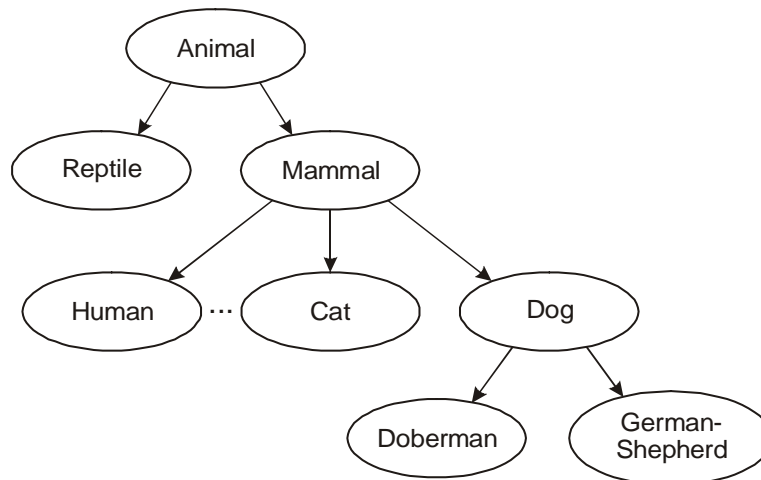 Animal
Reptile
Mammal
Human
...
Cat
Dog
Doberman
German-
Shepherd